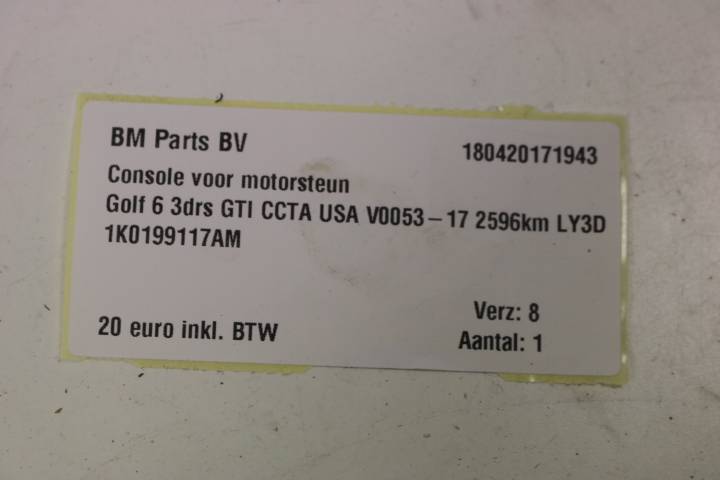 BM Parts BV 180420171943
Console voor motorsteun
Golf 6 3drs GTI CCTA USA V0053-17 2596km LY3D
1K0199117AM
Verz: 8
20 euro inkl. BTW Aantal: 1